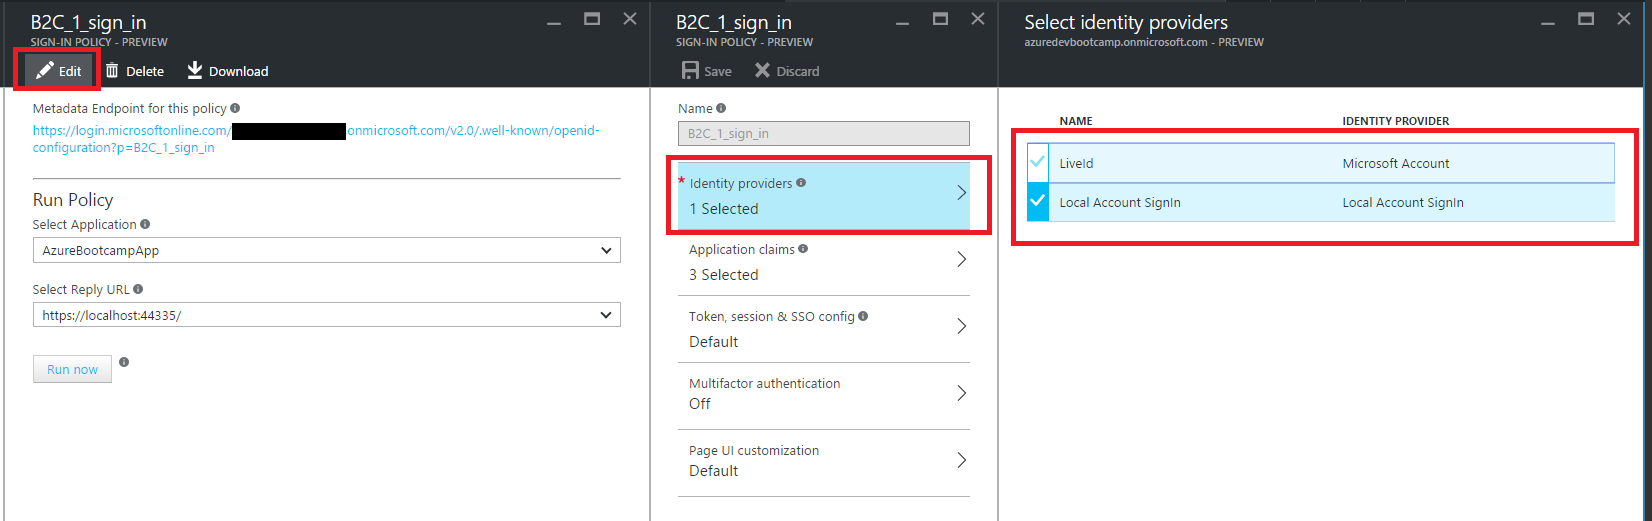 B2C_1_sign_in
SIGN-IN POLICY - PREVIEW
Edit
Delete
Download
Metadata Endpoint for this policy
https://login.microsoftonline.com/ onmicrosoft.com/v2.0/.well-known/openid-
configuration?p=B2C_1_sign_in
Run Policy
Select Application
AzureBootcampApp
Select Reply URL
https://localhost:44335/
Run now
B2C_1_sign_in
SIGN-IN POLICY - PREVIEW
Save
Discard
Name
B2C_1_sign_in
* Identity providers
1 Selected
Application claims
3 Selected
Token, session & SSO config
Default
Multifactor authentication
Off
Page UI customization
Default
Select identity providers
azuredevbootcamp.onmicrosoft.com - PREVIEW
NAME IDENTITY PROVIDER
LiveId Microsoft Account
Local Account SignIn Local Account SignIn